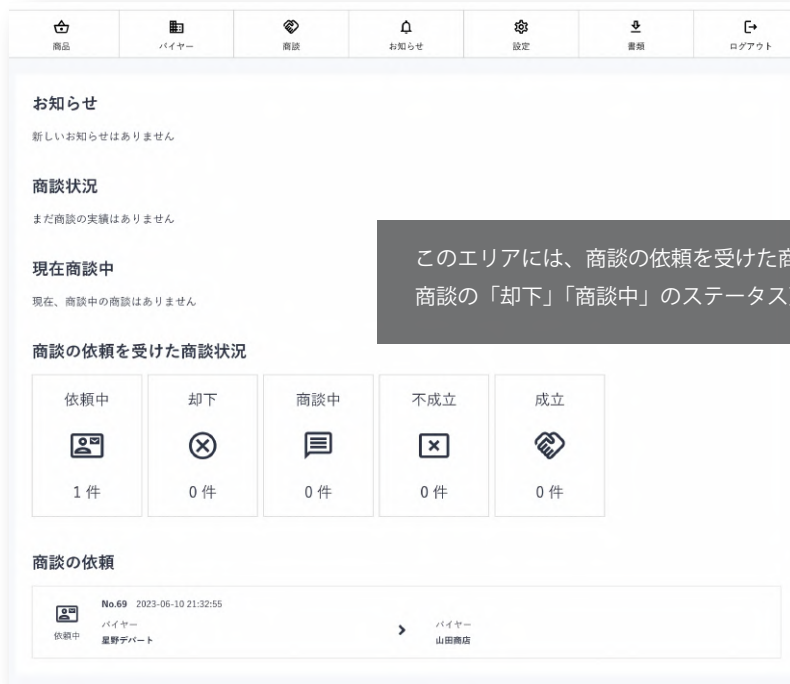 商品 バイヤー 商談 お知らせ 設定 書類 ログアウト
お知らせ
新しいお知らせはありません
商談状況
まだ商談の実績はありません
現在商談中
現在、商談中の商談はありません
このエリアには、商談の依頼を受けた商
商談の「却下」「商談中」のステータス
商談の依頼を受けた商談状況
依頼中 却下 商談中 不成立 成立
1 件 0 件 0 件 0 件 0 件
商談の依頼
No.69 2023-06-10 21:32:55
バイヤー バイヤー
依頼中 星野デパート 山田商店